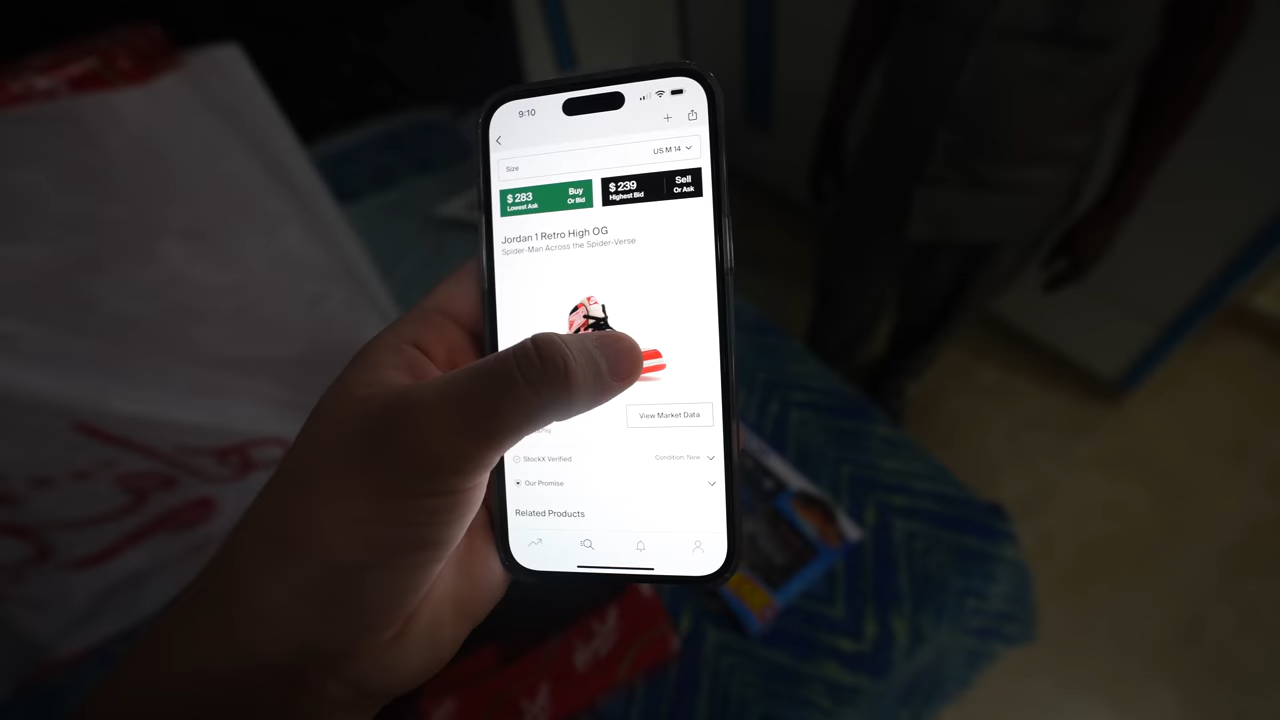 9:10
Size
US M 14
$ 283
Lowest Ask
Buy
Or Bid
$ 239
Highest Bid
Sell
Or Ask
Jordan 1 Retro High OG
Spider-Man Across the Spider-Verse
View Market Data
StockX Verified
Condition: New
Our Promise
Related Products